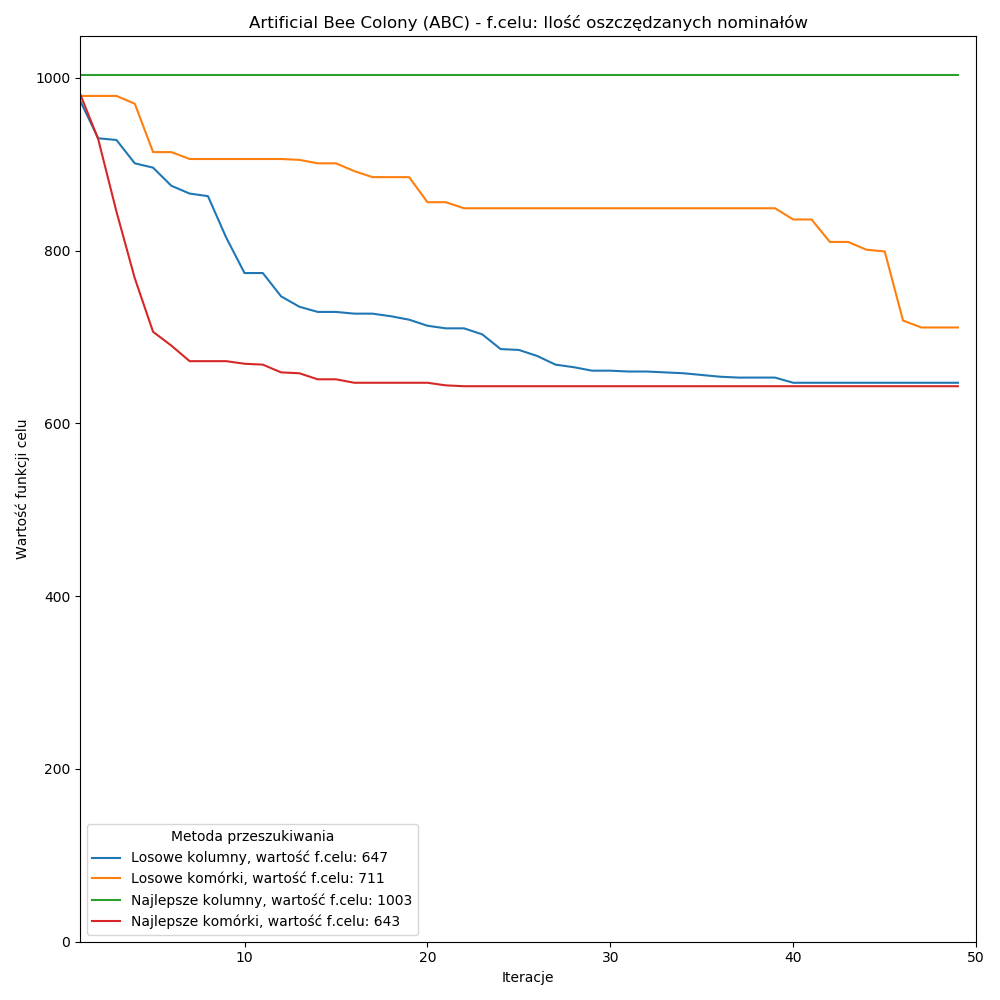 Artificial Bee Colony (ABC) - f.celu: Ilość oszczędzanych nominałów
Wartość funkcji celu
1000
800
600
400
200
0
Metoda przeszukiwania
Losowe kolumny, wartość f.celu: 647
Losowe komórki, wartość f.celu: 711
Najlepsze kolumny, wartość f.celu: 1003
Najlepsze komórki, wartość f.celu: 643
10
20
30
40
50
Iteracje